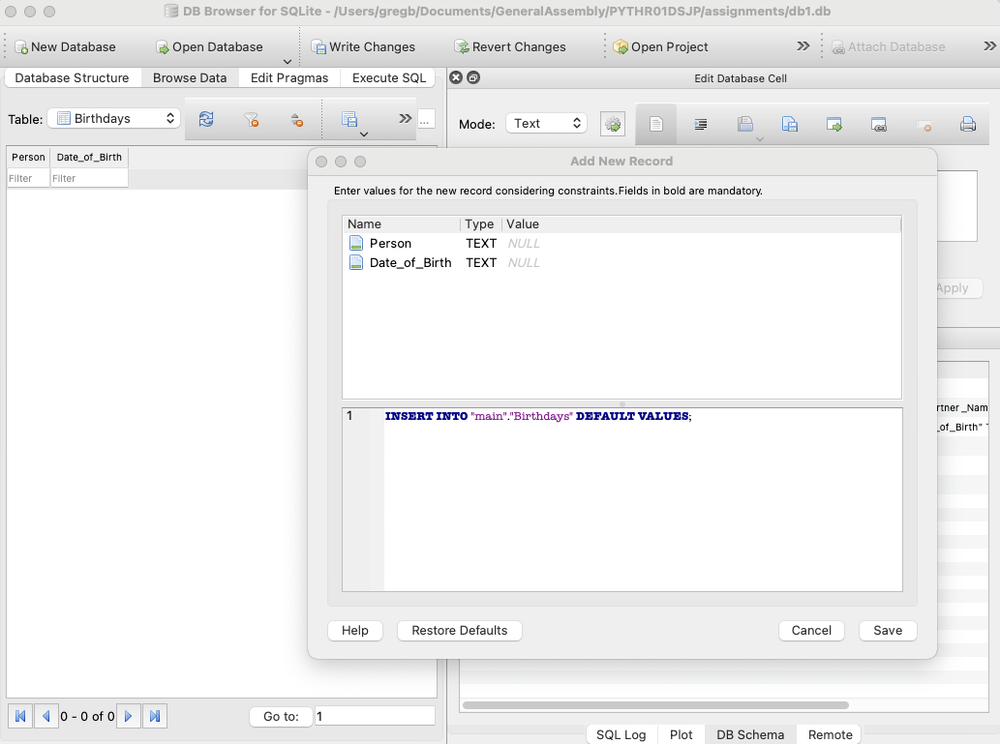 DB Browser for SQLite - /Users/gregb/Documents/GeneralAssembly/PYTHR01DSJP/assignments/db1.db
New Database Open Database Write Changes Revert Changes Open Project Attach Database
Database Structure Browse Data Edit Pragmas Execute SQL
Edit Database Cell
Table: Birthdays ...
Mode: Text
Person Date_of_Birth
Filter Filter
Add New Record
Enter values for the new record considering constraints.Fields in bold are mandatory.
Name Type Value
Person TEXT NULL
Date_of_Birth TEXT NULL
Apply
rtner _Nam
_of_Birth"
1 INSERT INTO "main"."Birthdays" DEFAULT VALUES;
Help Restore Defaults Cancel Save
0 - 0 of 0 Go to: 1
SQL Log Plot DB Schema Remote